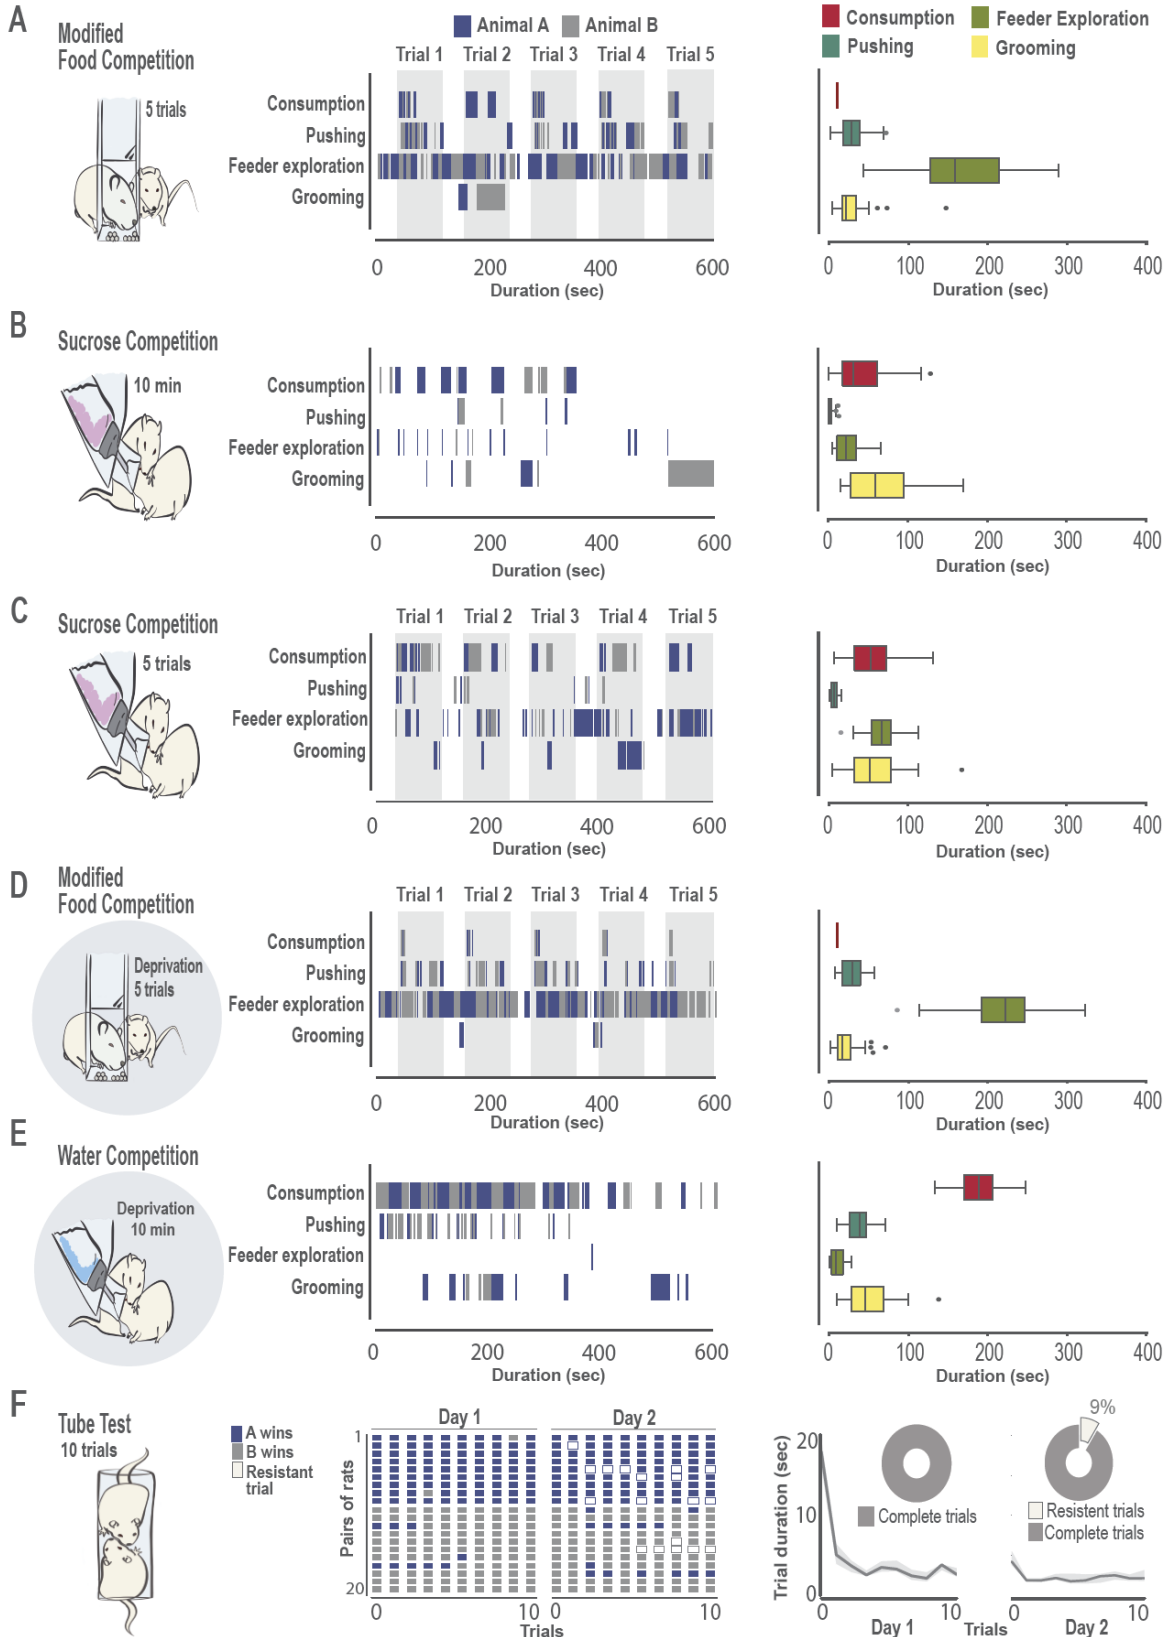 A
Modified
Food Competition
5 trials
Animal A
Animal B
Trial 1
Trial 2
Trial 3
Trial 4
Trial 5
Consumption
Pushing
Feeder exploration
Grooming
0
200
400
600
Duration (sec)
Consumption
Feeder Exploration
Pushing
Grooming
0
100
200
300
400
Duration (sec)
B
Sucrose Competition
10 min
Consumption
Pushing
Feeder exploration
Grooming
0
200
400
600
Duration (sec)
0
100
200
300
400
Duration (sec)
C
Sucrose Competition
5 trials
Trial 1
Trial 2
Trial 3
Trial 4
Trial 5
Consumption
Pushing
Feeder exploration
Grooming
0
200
400
600
Duration (sec)
0
100
200
300
400
Duration (sec)
D
Modified
Food Competition
Deprivation
5 trials
Trial 1
Trial 2
Trial 3
Trial 4
Trial 5
Consumption
Pushing
Feeder exploration
Grooming
0
200
400
600
Duration (sec)
0
100
200
300
400
Duration (sec)
E
Water Competition
Deprivation
10 min
Consumption
Pushing
Feeder exploration
Grooming
0
200
400
600
Duration (sec)
0
100
200
300
400
Duration (sec)
F
Tube Test
10 trials
A wins
B wins
Resistant
trial
Day 1
Day 2
Pairs of rats
1
20
0
10
0
10
Trials
Trial duration (sec)
20
10
0
Complete trials
9%
Resistent trials
Complete trials
0
10
0
10
Day 1
Trials
Day 2